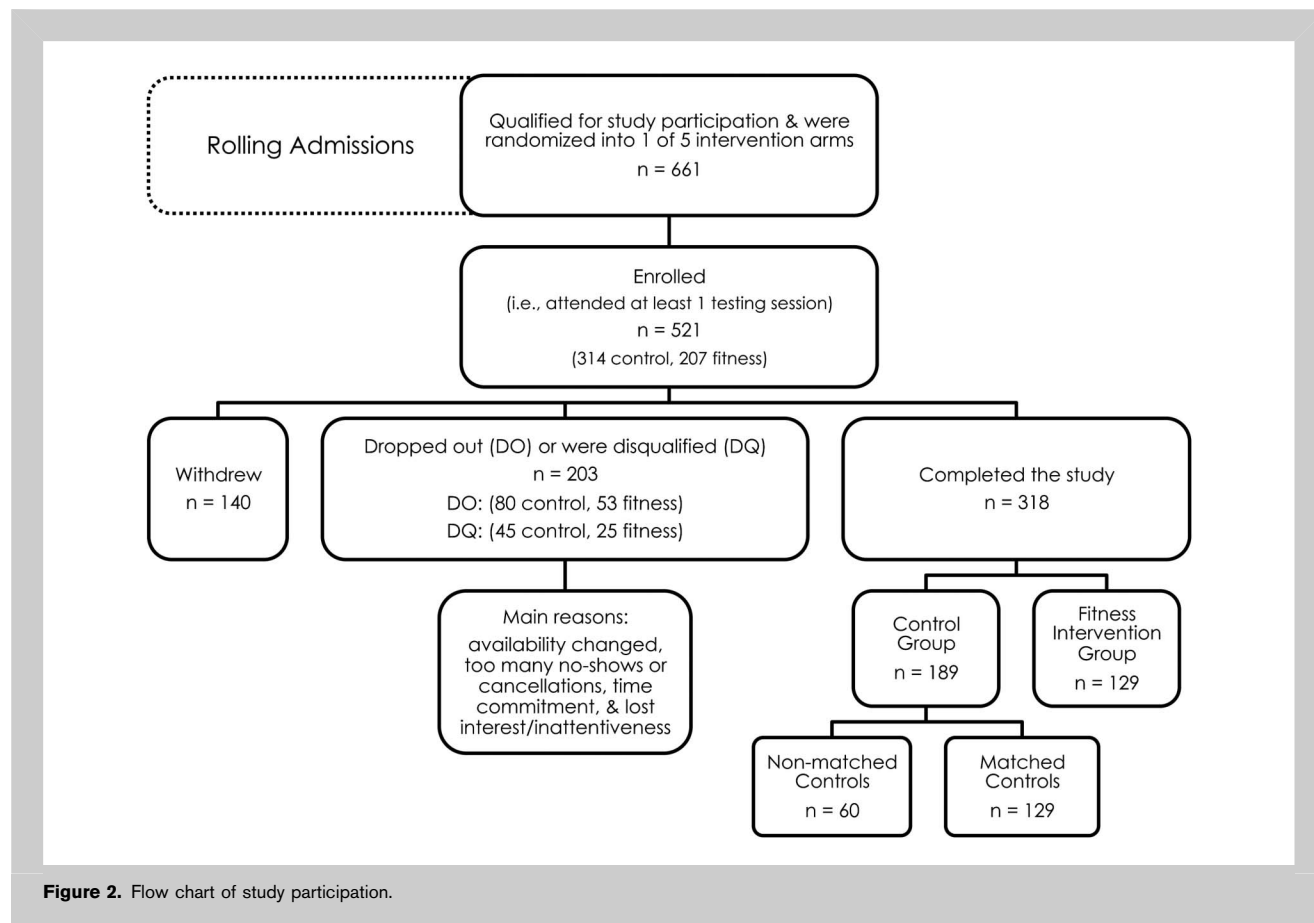 Rolling Admissions
Qualified for study participation & were
randomized into 1 of 5 intervention arms
n = 661
Enrolled
(i.e., attended at least 1 testing session)
n = 521
(314 control, 207 fitness)
Withdrew
n = 140
Dropped out (DO) or were disqualified (DQ)
n = 203
DO: (80 control, 53 fitness)
DQ: (45 control, 25 fitness)
Completed the study
n = 318
Main reasons:
availability changed,
too many no-shows or
cancellations, time
commitment, & lost
interest/inattentiveness
Control
Group
n = 189
Fitness
Intervention
Group
n = 129
Non-matched
Controls
n = 60
Matched
Controls
n = 129
Figure 2. Flow chart of study participation.